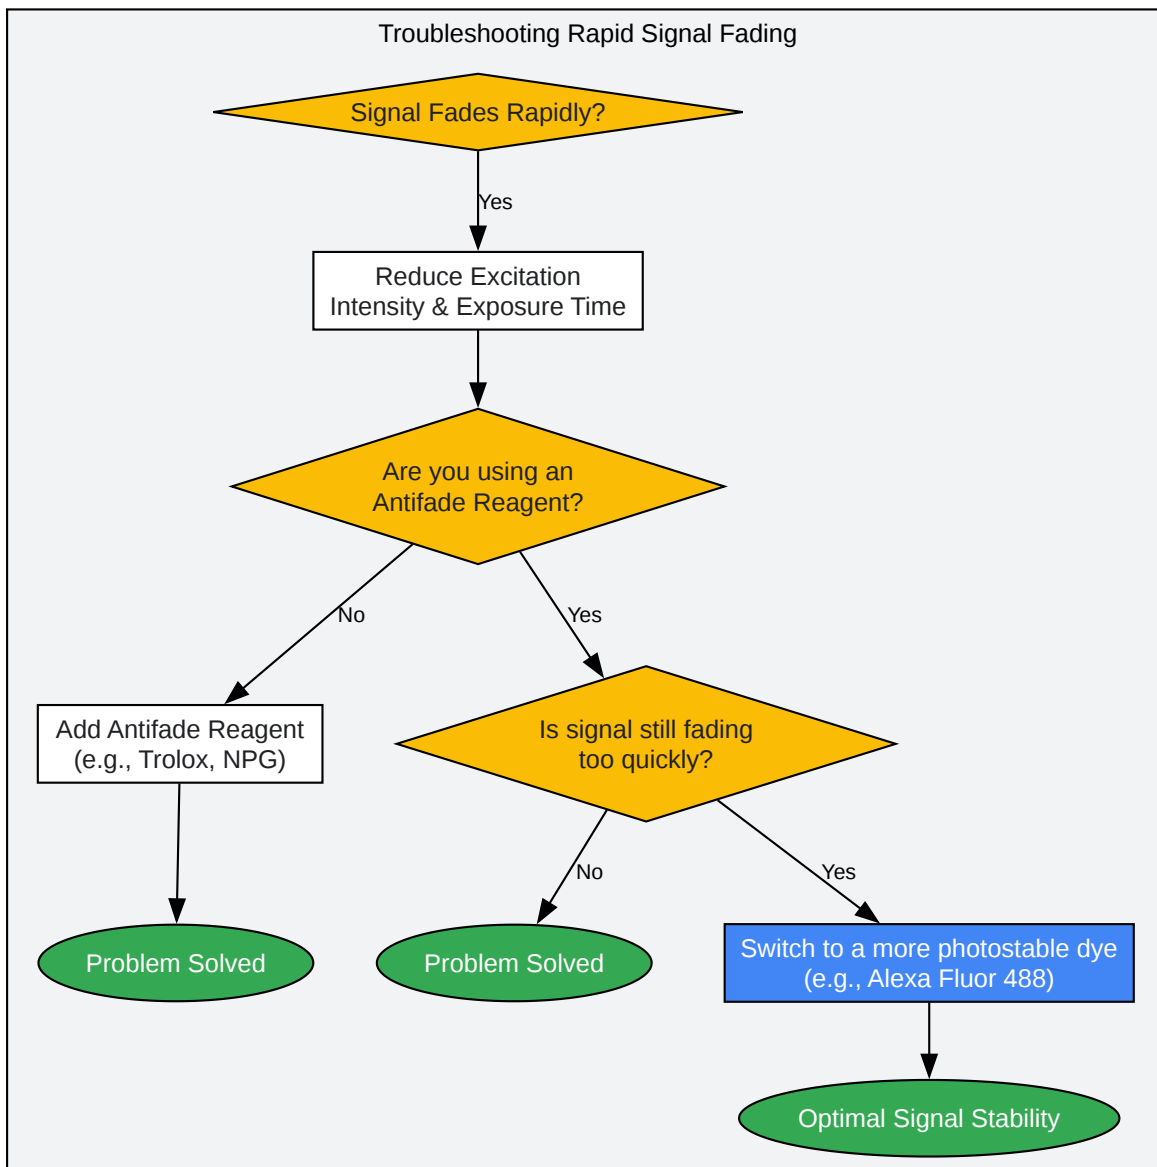 Troubleshooting Rapid Signal Fading
Signal Fades Rapidly?
Yes
Reduce Excitation
Intensity & Exposure Time
Are you using an
Antifade Reagent?
No
Yes
Add Antifade Reagent
(e.g., Trolox, NPG)
Is signal still fading
too quickly?
No
Yes
Problem Solved
Problem Solved
Switch to a more photostable dye
(e.g., Alexa Fluor 488)
Optimal Signal Stability